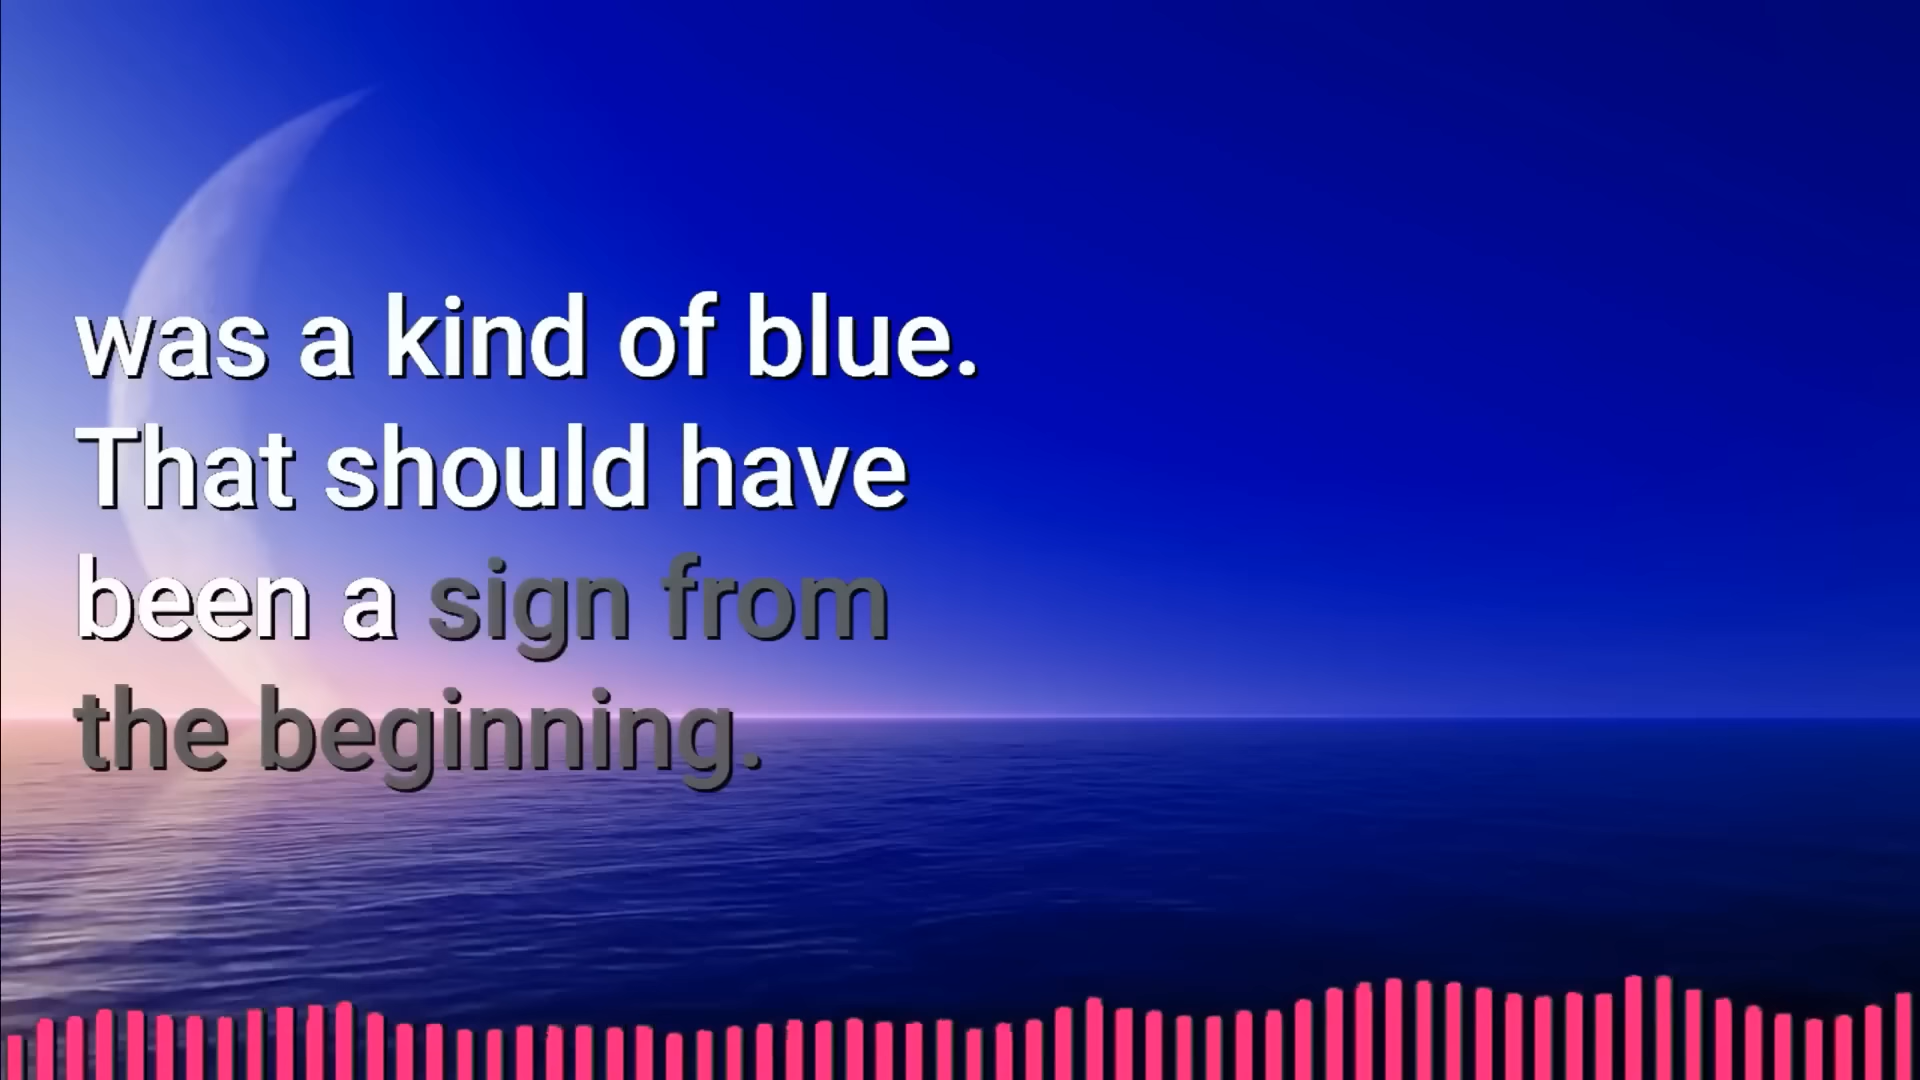 was a kind of blue.
That should have
been a sign from
the beginning.